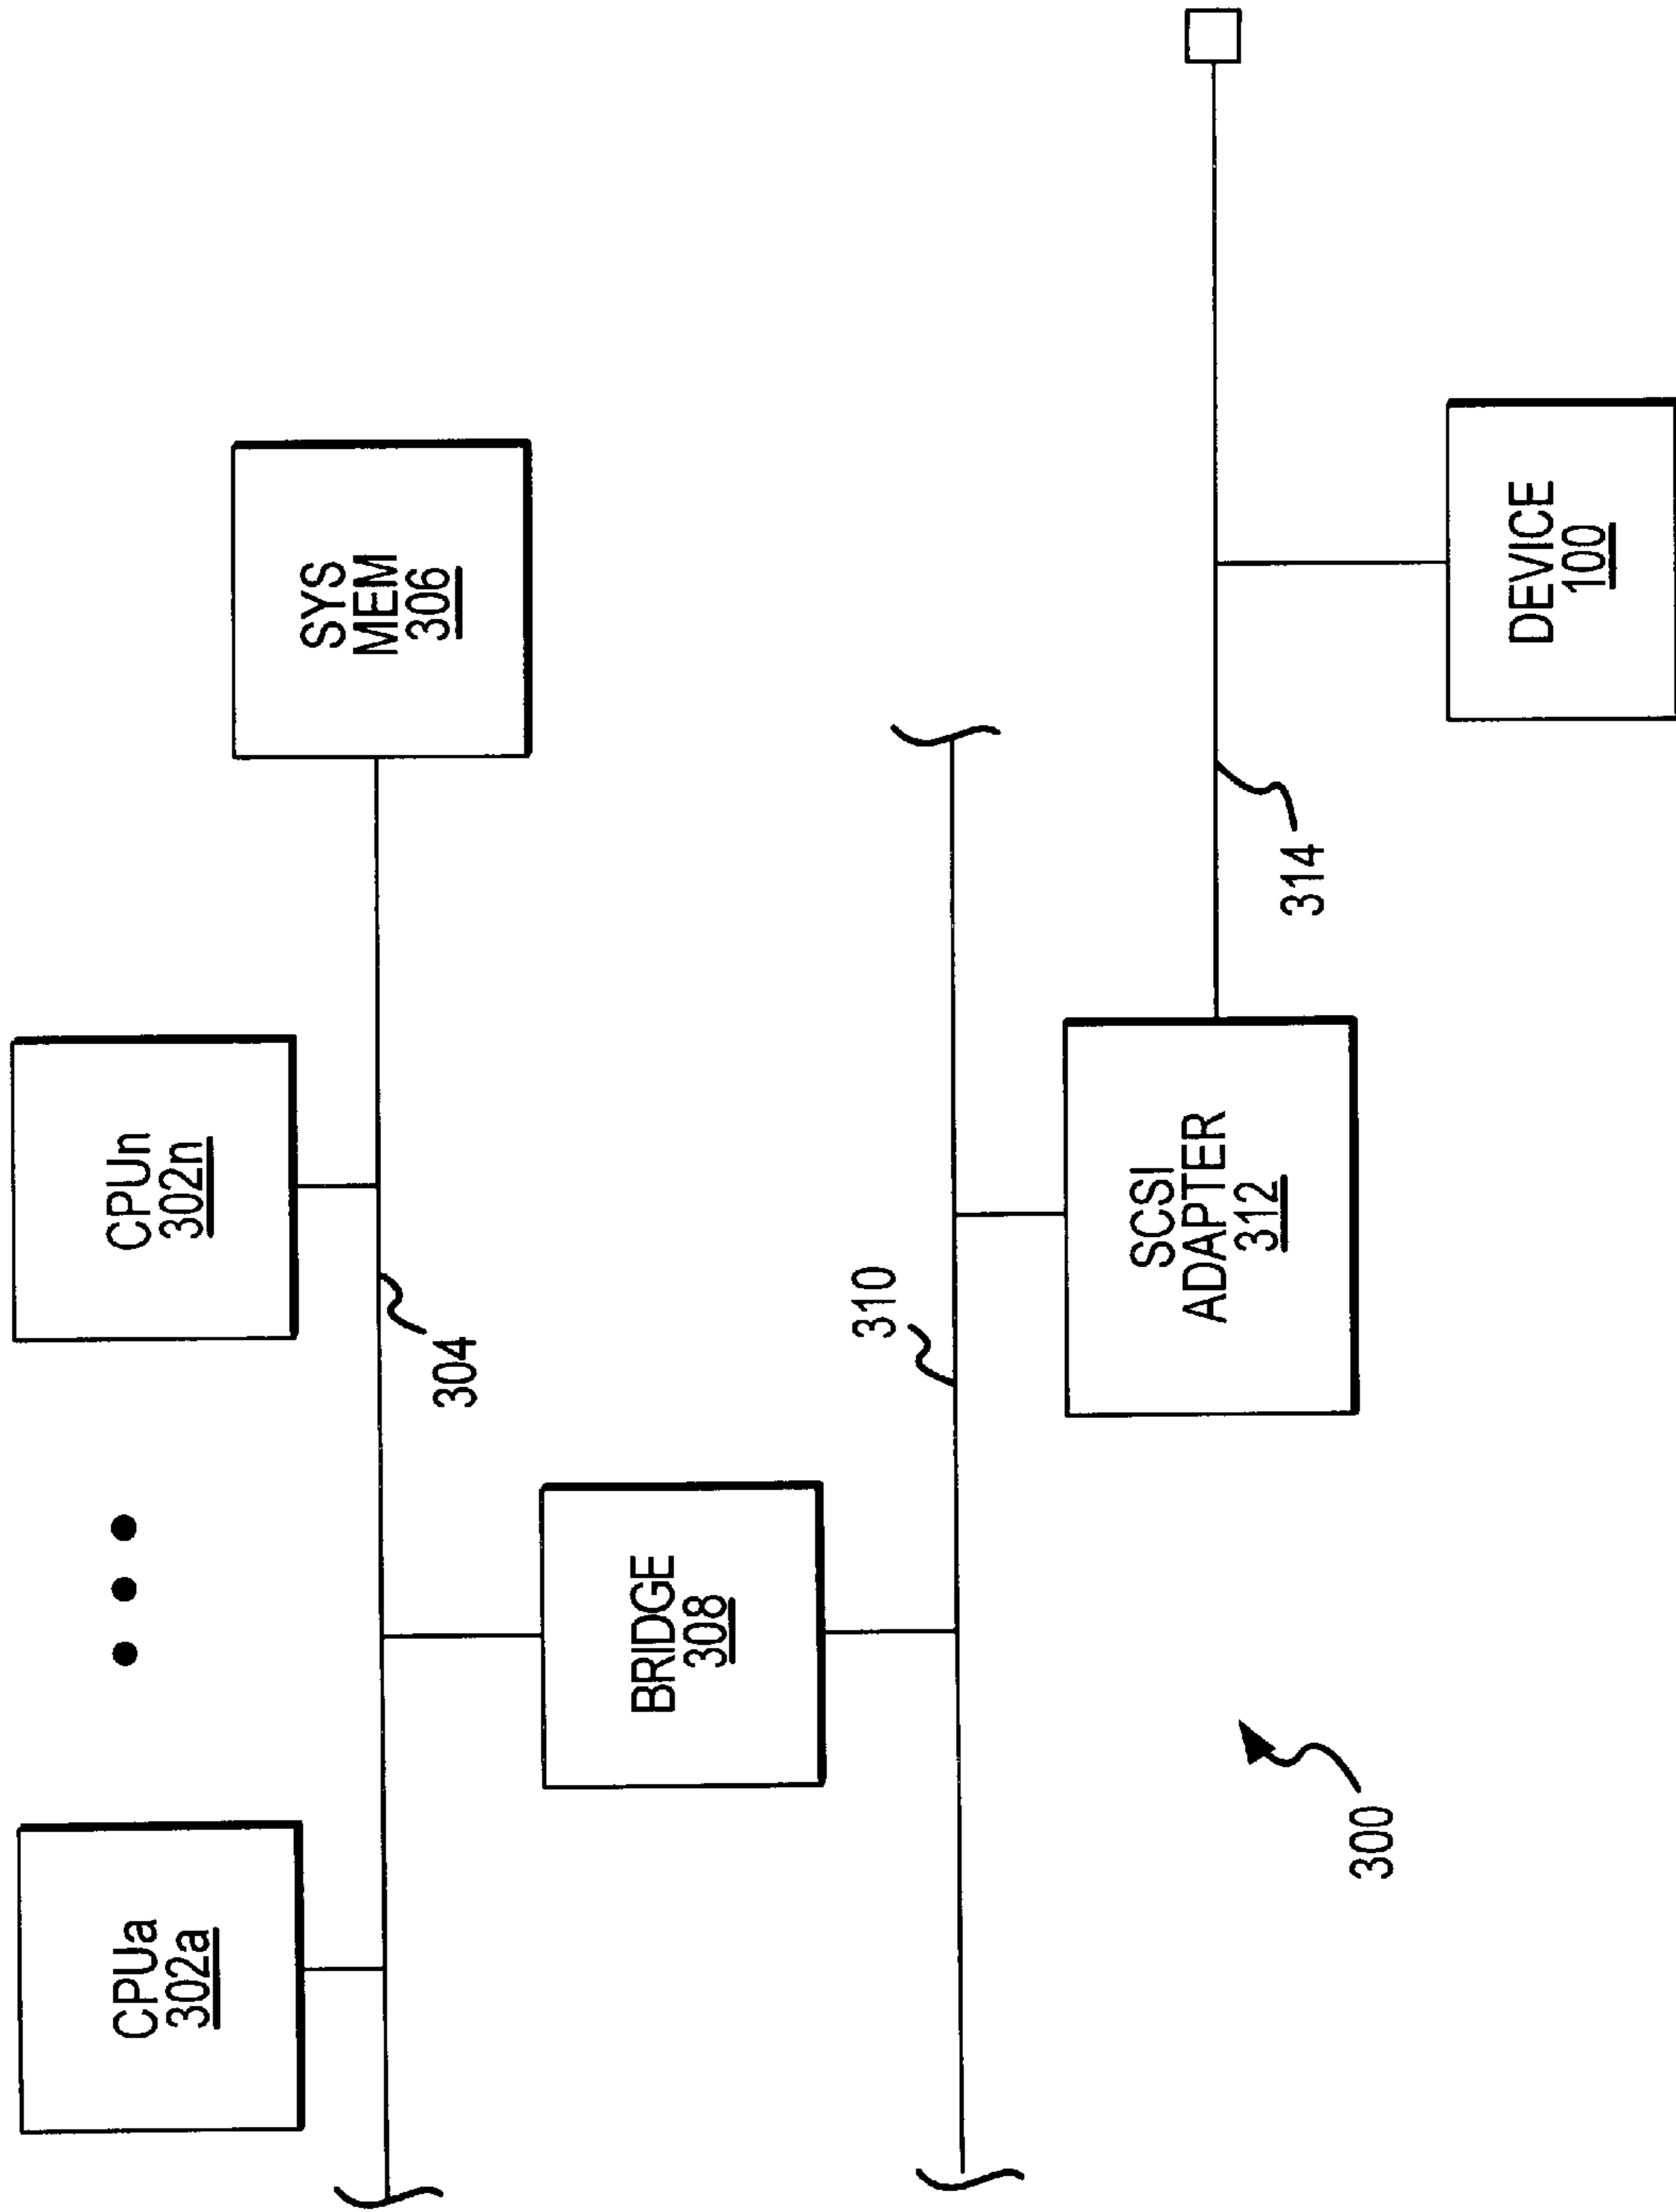 CPUa
302a
CPUn
302n
304
SYS
MEM
306
BRIDGE
308
310
SCSI
ADAPTER
312
314
DEVICE
100
300